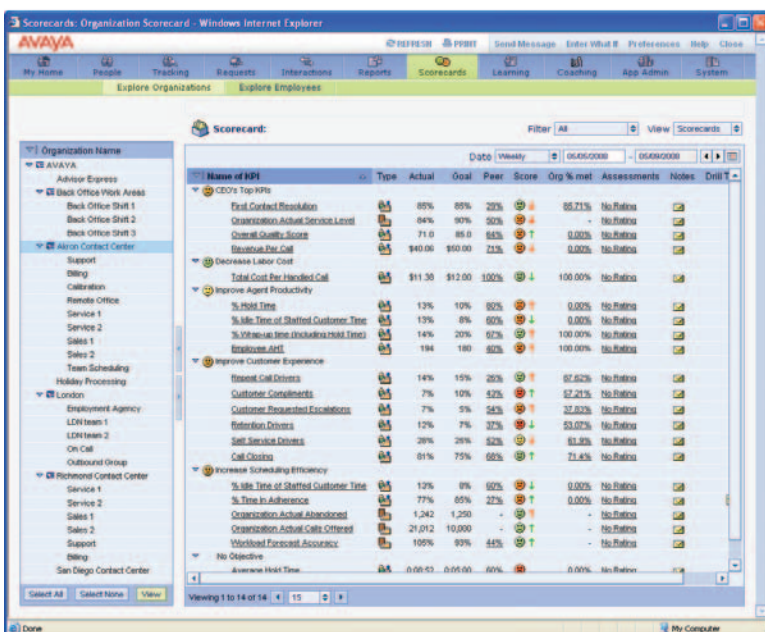 Scorecards: Organization Scorecard - Windows Internet Explorer
AVAYA REFRESH PRINT Send Message Enter What If Preferences Help Close
My Home People Tracking Requests Interactions Reports Scorecards Learning Coaching App Admin System
Explore Organizations Explore Employees
Scorecard: Filter All View Scorecards
Organization Name
AVAYA
Advisor Express
Back Office Work Areas
Back Office Shift 1
Back Office Shift 2
Back Office Shift 3
Akron Contact Center
Support
Billing
Calibration
Remote Office
Service 1
Service 2
Sales 1
Sales 2
Team Scheduling
Holiday Processing
London
Employment Agency
LDN team 1
LDN team 2
On Call
Outbound Group
Richmond Contact Center
Service 1
Service 2
Sales 1
Sales 2
Support
Billing
San Diego Contact Center
Select All Select None View
Date Weekly -
Name of KPI Type Actual Goal Peer Score Org % met Assessments Notes Drill T
CEO's Top KPIs
First Contact Resolution 85% 85% 29% 85.71% No Rating
Organization Actual Service Level 84% 90% 50% - No Rating
Overall Quality Score 71.0 85.0 64% 0.00% No Rating
Revenue Per Call $40.06 $50.00 71% 0.00% No Rating
Decrease Labor Cost
Total Cost Per Handled Call $11.38 $12.00 100% 100.00% No Rating
Improve Agent Productivity
% Hold Time 13% 10% 80% 0.00% No Rating
% Idle Time of Staffed Customer Time 13% 8% 60% 0.00% No Rating
% Wrap-up time (including Hold Time) 14% 20% 67% 100.00% No Rating
Employee AHT 194 180 40% 100.00% No Rating
Improve Customer Experience
Repeat Call Drivers 14% 15% 26% 67.62% No Rating
Customer Compliments 7% 10% 43% 57.21% No Rating
Customer Requested Escalations 7% 5% 54% 37.83% No Rating
Retention Drivers 12% 7% 37% 53.07% No Rating
Self Service Drivers 28% 26% 52% 61.9% No Rating
Call Closing 81% 75% 68% 71.4% No Rating
Increase Scheduling Efficiency
% Idle Time of Staffed Customer Time 13% 8% 60% 0.00% No Rating
% Time in Adherence 77% 85% 27% 0.00% No Rating
Organization Actual Abandoned 1,242 1,250 - - No Rating
Organization Actual Calls Offered 21,012 10,000 - - No Rating
Workload Forecast Accuracy 105% 93% 44% - No Rating
No Objective
Average Hold Time 0:08:52 0:05:00 60% 0.00% No Rating
Viewing 1 to 14 of 14 15
Done My Computer